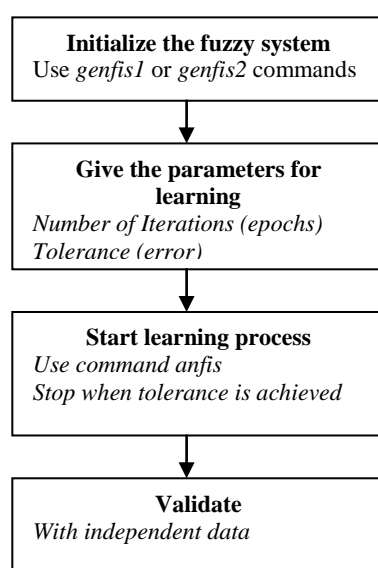 Initialize the fuzzy system
Use genfis1 or genfis2 commands
Give the parameters for
learning
Number of Iterations (epochs)
Tolerance (error)
Start learning process
Use command anfis
Stop when tolerance is achieved
Validate
With independent data